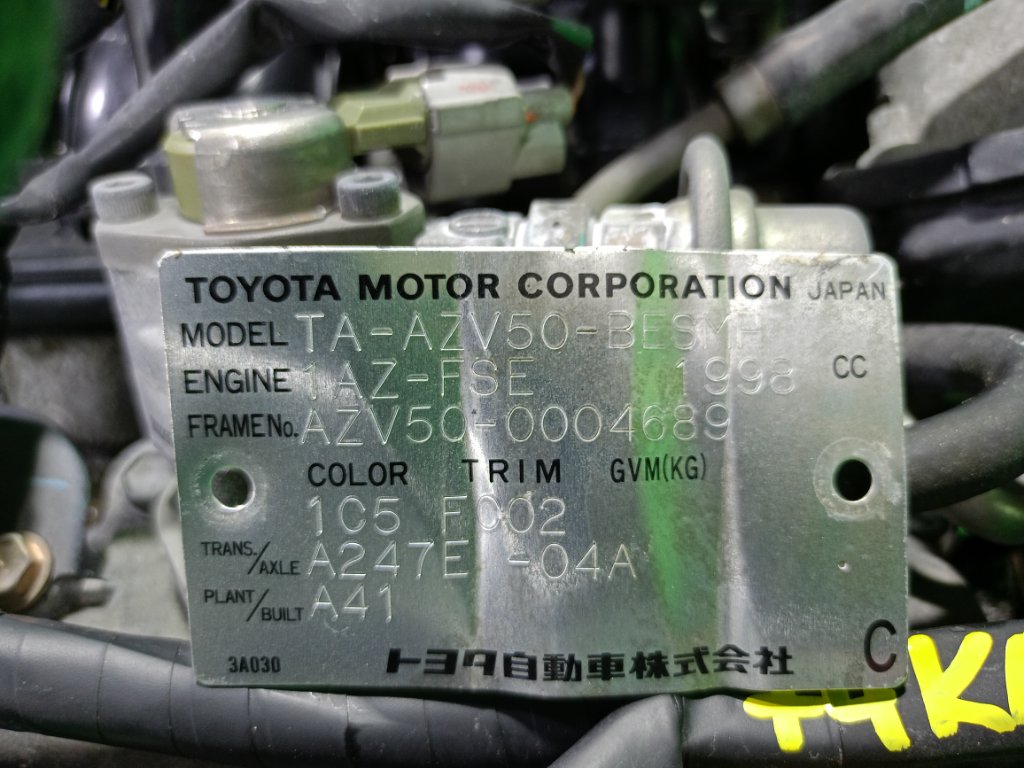 TOYOTA MOTOR CORPORATION JAPAN
MODEL TA-AZV50-BESMH
ENGINE 1AZ-FSE 1998 CC
FRAME No. AZV50-0004689
COLOR TRIM GVM(KG)
1C5 FC02
TRANS./AXLE A247E -04A
PLANT/BUILT A41
3A030 トヨタ自動車株式会社 C